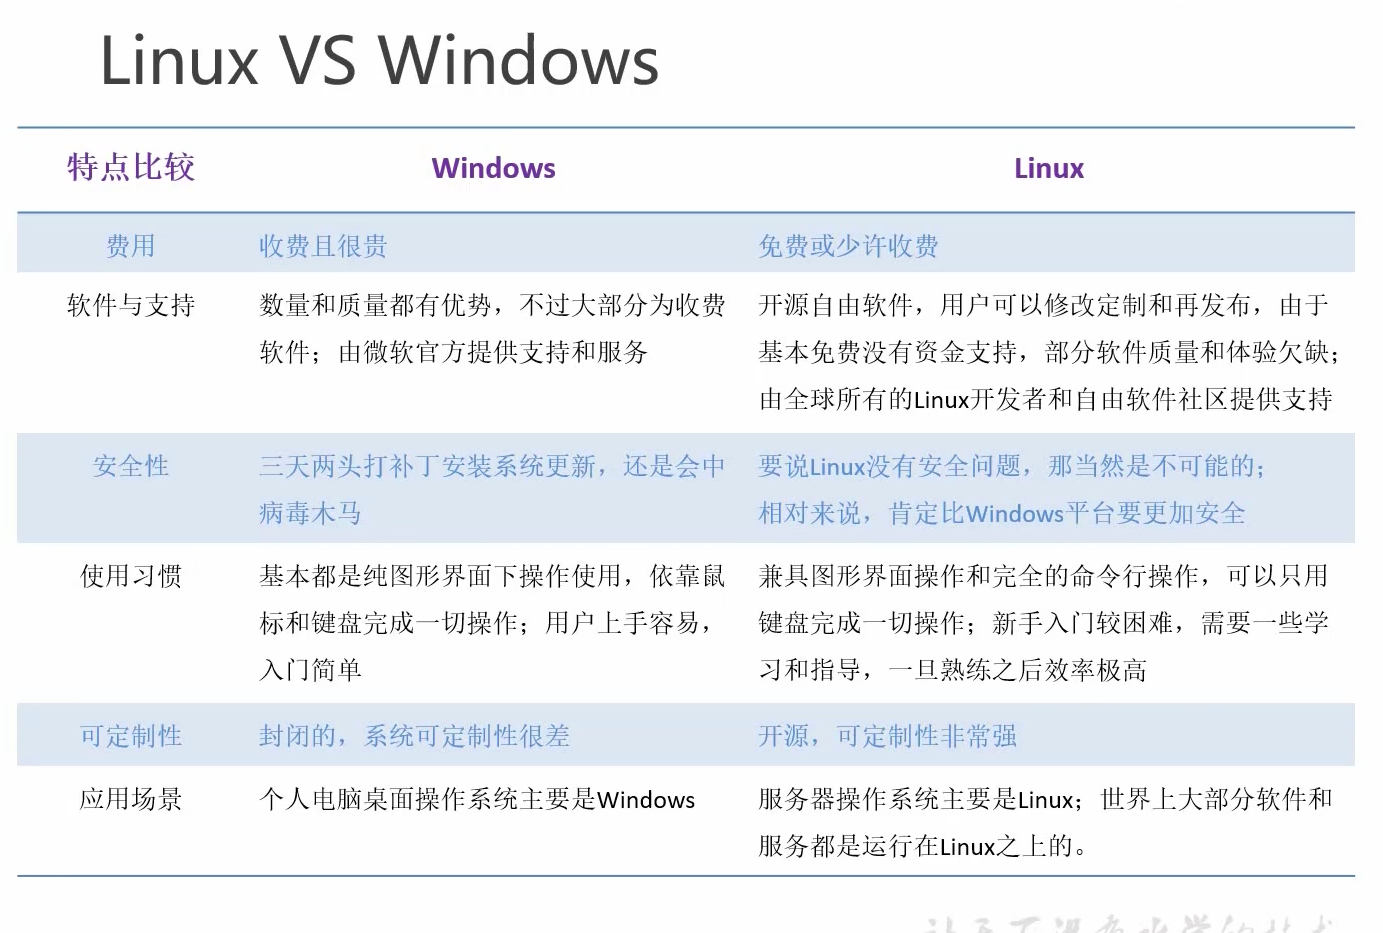 Linux VS Windows
特点比较 Windows Linux
费用 收费且很贵 免费或少许收费
软件与支持 数量和质量都有优势，不过大部分为收费
软件；由微软官方提供支持和服务
开源自由软件，用户可以修改定制和再发布，由于
基本免费没有资金支持，部分软件质量和体验欠缺；
由全球所有的Linux开发者和自由软件社区提供支持
安全性 三天两头打补丁安装系统更新，还是会中
病毒木马
要说Linux没有安全问题，那当然是不可能的；
相对来说，肯定比Windows平台要更加安全
使用习惯 基本都是纯图形界面下操作使用，依靠鼠
标和键盘完成一切操作；用户上手容易，
入门简单
兼具图形界面操作和完全的命令行操作，可以只用
键盘完成一切操作；新手入门较困难，需要一些学
习和指导，一旦熟练之后效率极高
可定制性 封闭的，系统可定制性很差 开源，可定制性非常强
应用场景 个人电脑桌面操作系统主要是Windows
服务器操作系统主要是Linux；世界上大部分软件和
服务都是运行在Linux之上的。